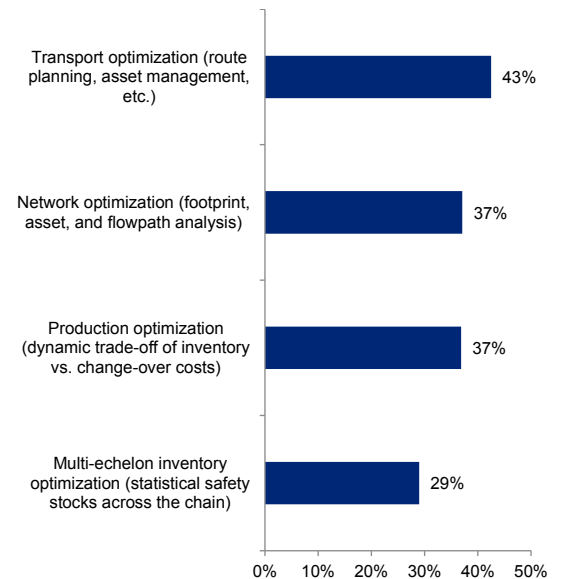 Transport optimization (route
planning, asset management,
etc.)
43%
Network optimization (footprint,
asset, and flowpath analysis)
37%
Production optimization
(dynamic trade-off of inventory
vs. change-over costs)
37%
Multi-echelon inventory
optimization (statistical safety
stocks across the chain)
29%
0% 10% 20% 30% 40% 50%